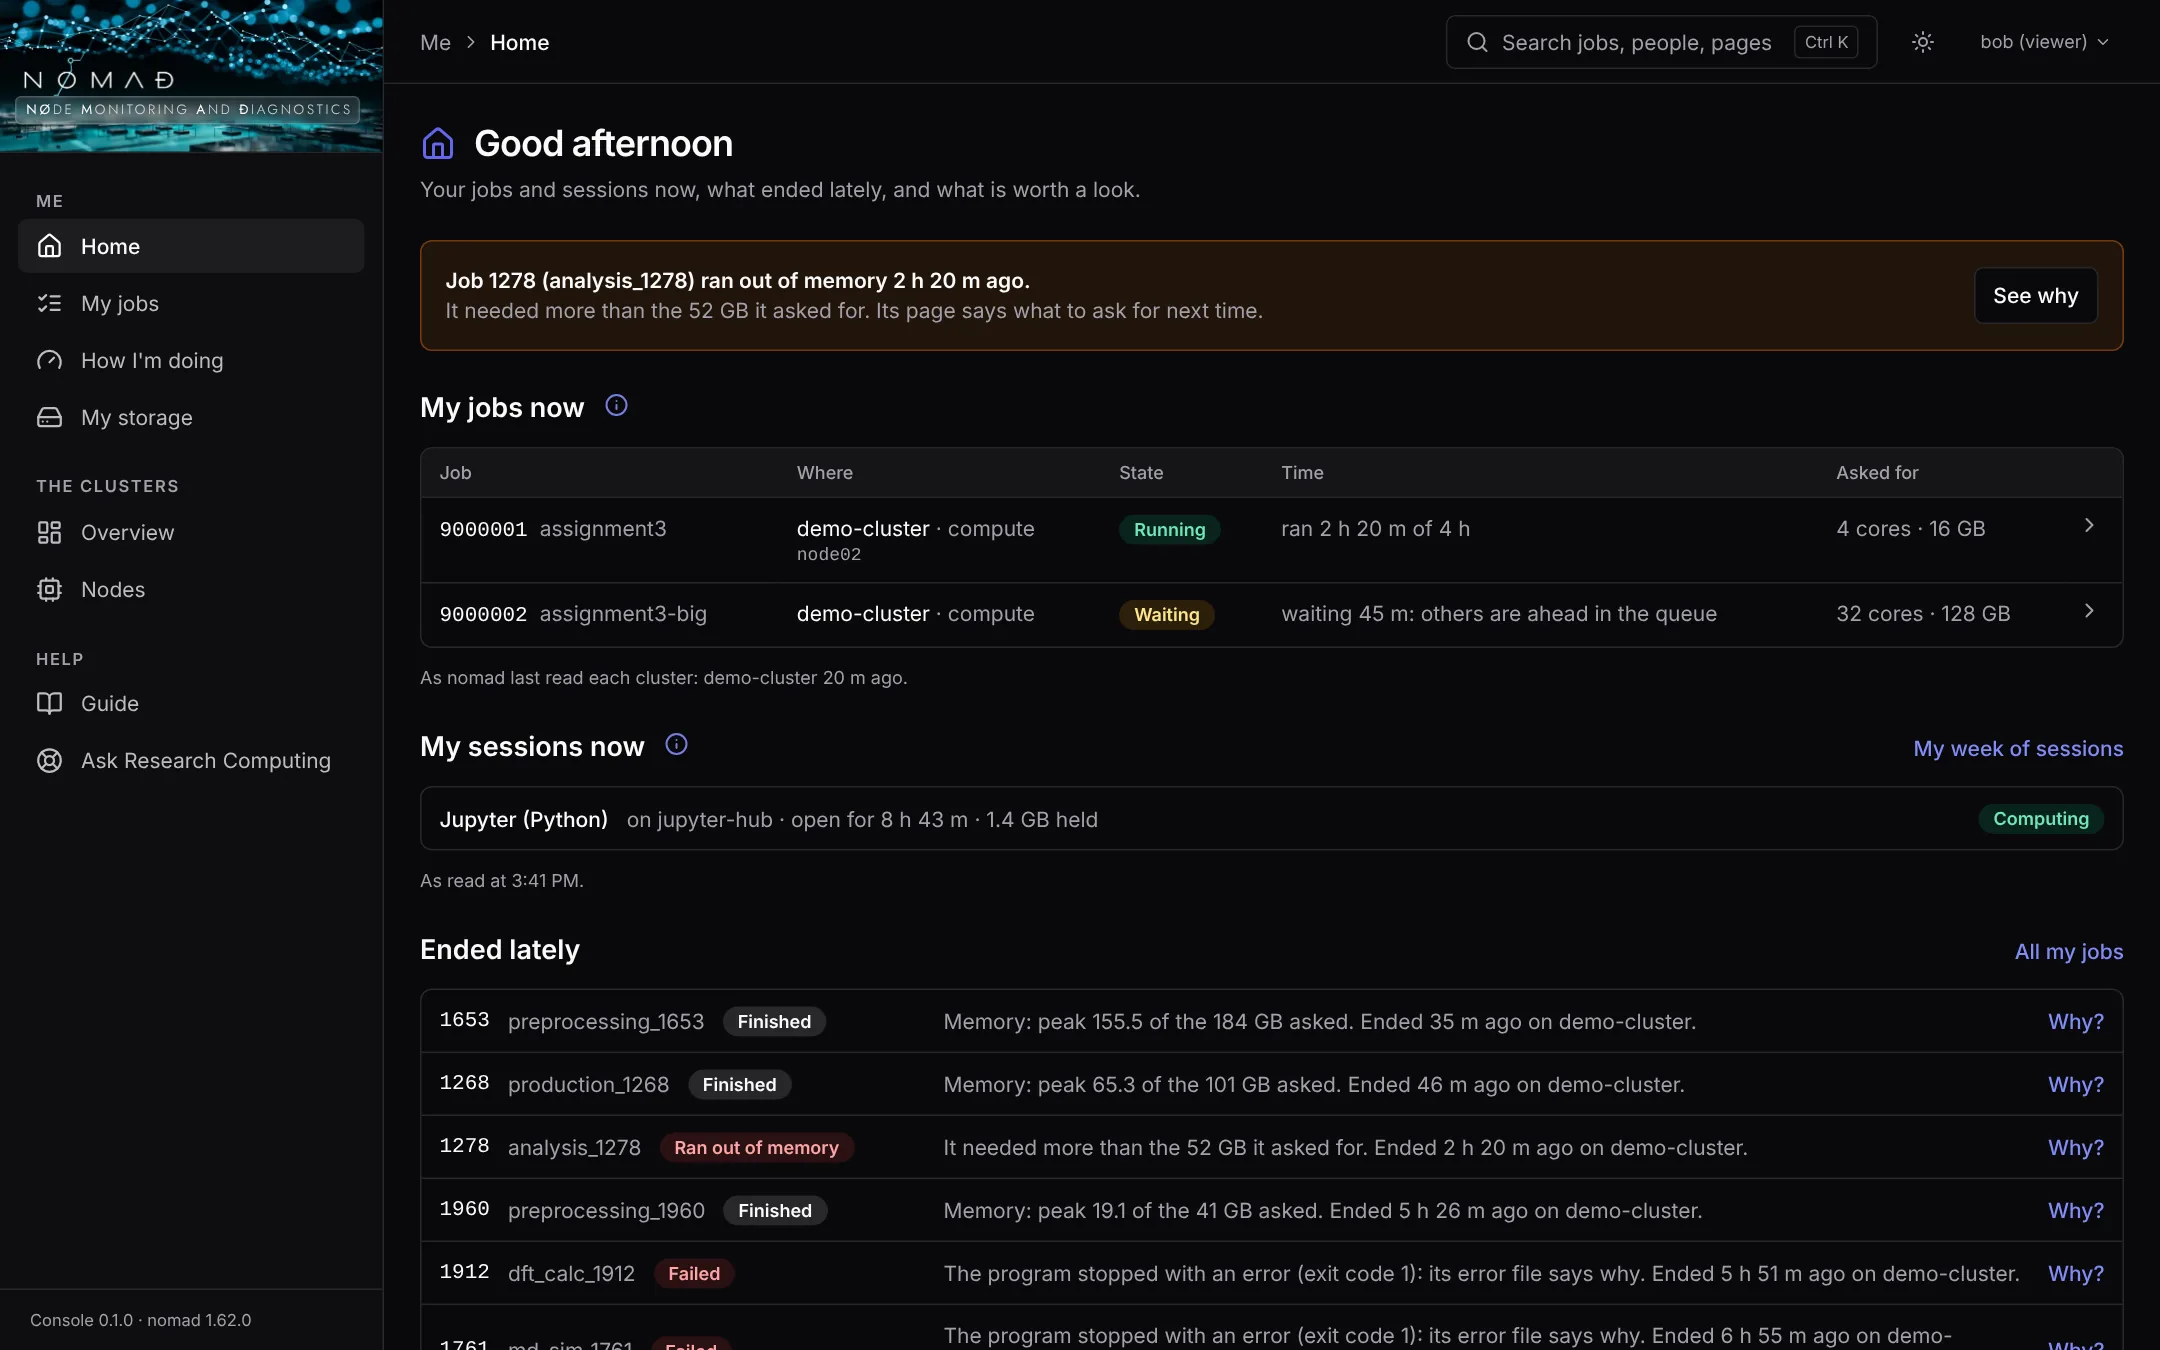 NØMAÐ
NØDE MONITORING AND ÐIAGNOSTICS
ME
Home
My jobs
How I'm doing
My storage
THE CLUSTERS
Overview
Nodes
HELP
Guide
Ask Research Computing
Console 0.1.0 · nomad 1.62.0
Me > Home
Search jobs, people, pages Ctrl K
bob (viewer)
Good afternoon
Your jobs and sessions now, what ended lately, and what is worth a look.
Job 1278 (analysis_1278) ran out of memory 2 h 20 m ago.
It needed more than the 52 GB it asked for. Its page says what to ask for next time.
See why
My jobs now
Job Where State Time Asked for
9000001 assignment3 demo-cluster · compute Running ran 2 h 20 m of 4 h 4 cores · 16 GB
node02
9000002 assignment3-big demo-cluster · compute Waiting waiting 45 m: others are ahead in the queue 32 cores · 128 GB
As nomad last read each cluster: demo-cluster 20 m ago.
My sessions now
My week of sessions
Jupyter (Python) on jupyter-hub · open for 8 h 43 m · 1.4 GB held Computing
As read at 3:41 PM.
Ended lately
All my jobs
1653 preprocessing_1653 Finished Memory: peak 155.5 of the 184 GB asked. Ended 35 m ago on demo-cluster. Why?
1268 production_1268 Finished Memory: peak 65.3 of the 101 GB asked. Ended 46 m ago on demo-cluster. Why?
1278 analysis_1278 Ran out of memory It needed more than the 52 GB it asked for. Ended 2 h 20 m ago on demo-cluster. Why?
1960 preprocessing_1960 Finished Memory: peak 19.1 of the 41 GB asked. Ended 5 h 26 m ago on demo-cluster. Why?
1912 dft_calc_1912 Failed The program stopped with an error (exit code 1): its error file says why. Ended 5 h 51 m ago on demo-cluster. Why?
The program stopped with an error (exit code 1): its error file says why. Ended 6 h 55 m ago on demo-
1761 md_sim_1761 Failed Why?